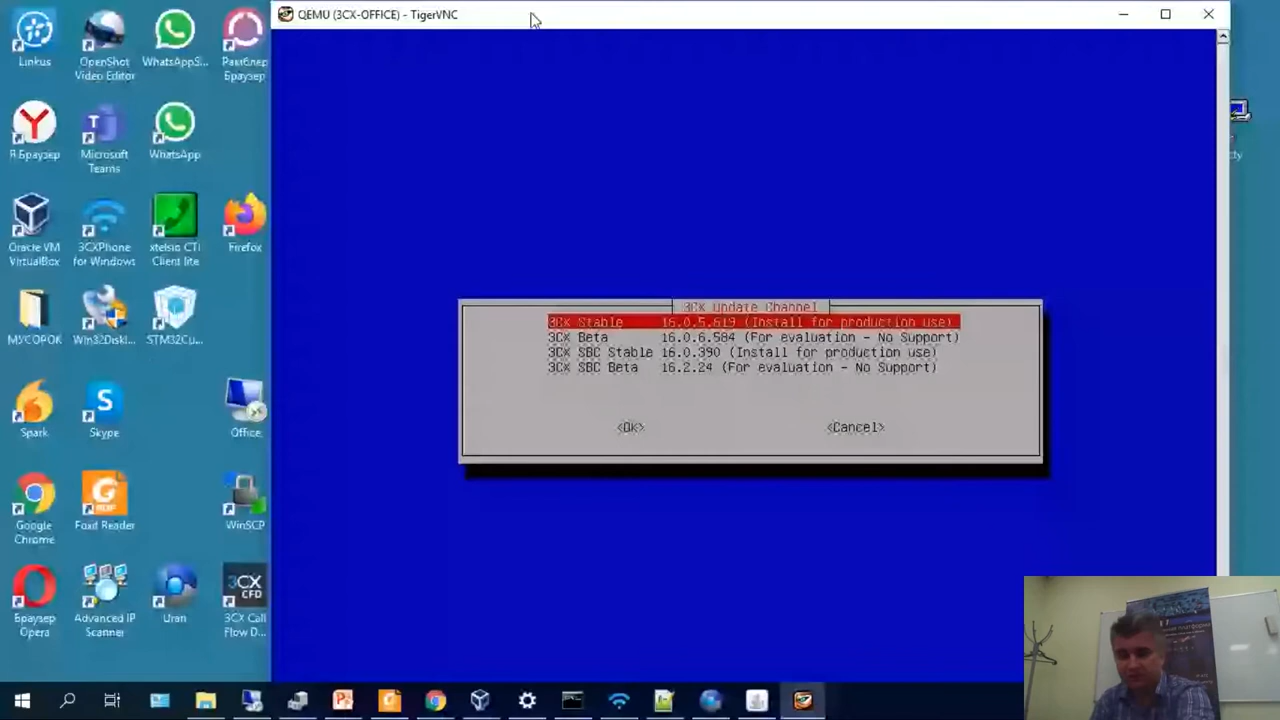 QEMU (3CX-OFFICE) - TigerVNC
Linkus
OpenShot
Video Editor
WhatsAppS...
Рамблер
Браузер
Я.Браузер
Microsoft
Teams
WhatsApp
Oracle VM
VirtualBox
3CXPhone
for Windows
xtelsio CTI
Client lite
Firefox
МУСОРОК
Win32Diskl...
STM32Cu...
Spark
Skype
Office
Google
Chrome
Foxit Reader
WinSCP
Браузер
Opera
Advanced IP
Scanner
Uran
3CX
CFD
3CX Call
Flow D...
3CX Update Channel
3CX Stable 16.0.5.619 (Install for production use)
3CX Beta 16.0.6.584 (For evaluation - No Support)
3CX SBC Stable 16.0.390 (Install for production use)
3CX SBC Beta 16.2.24 (For evaluation - No Support)
<Ok>
<Cancel>